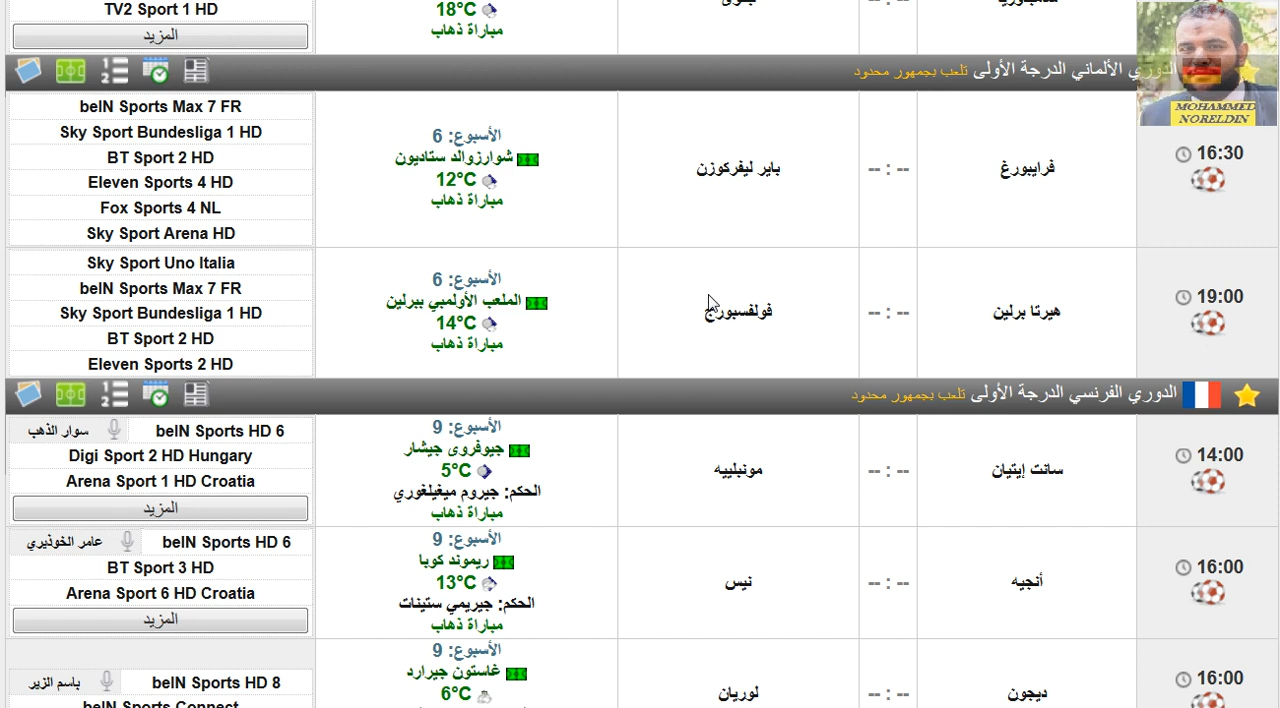 TV2 Sport 1 HD
18°C
مباراة ذهاب
المزيد
MOHAMMED
NORELDIN
الدوري الألماني الدرجة الأولى تلعب بجمهور محدود
16:30
فرايبورغ
-- : --
باير ليفركوزن
الأسبوع: 6
شوارزوالد ستاديون
12°C
مباراة ذهاب
beIN Sports Max 7 FR
Sky Sport Bundesliga 1 HD
BT Sport 2 HD
Eleven Sports 4 HD
Fox Sports 4 NL
Sky Sport Arena HD
19:00
هيرتا برلين
-- : --
فولفسبورج
الأسبوع: 6
الملعب الأولمبي ببرلين
14°C
مباراة ذهاب
Sky Sport Uno Italia
beIN Sports Max 7 FR
Sky Sport Bundesliga 1 HD
BT Sport 2 HD
Eleven Sports 2 HD
الدوري الفرنسي الدرجة الأولى تلعب بجمهور محدود
14:00
سانت إيتيان
-- : --
مونبلييه
الأسبوع: 9
جيوفروى جيشار
5°C
الحكم: جيروم ميغيلغوري
مباراة ذهاب
beIN Sports HD 6 سوار الذهب
Digi Sport 2 HD Hungary
Arena Sport 1 HD Croatia
المزيد
16:00
أنجيه
-- : --
نيس
الأسبوع: 9
ريموند كوبا
13°C
الحكم: جيريمي ستينات
مباراة ذهاب
beIN Sports HD 6 عامر الخوذيري
BT Sport 3 HD
Arena Sport 6 HD Croatia
المزيد
16:00
ديجون
-- : --
لوريان
الأسبوع: 9
غاستون جيرارد
6°C
beIN Sports HD 8 باسم الزير
beIN Sports Connect